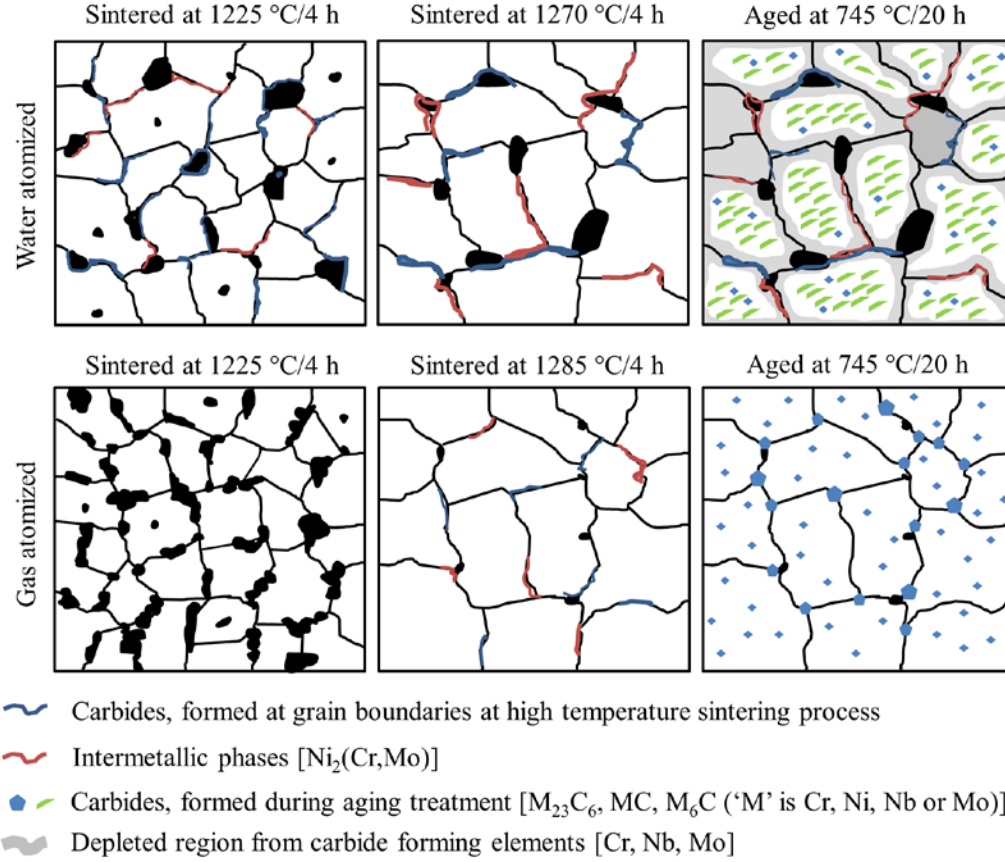 Sintered at 1225 °C/4 h
Sintered at 1270 °C/4 h
Aged at 745 °C/20 h
Water atomized
Sintered at 1225 °C/4 h
Sintered at 1285 °C/4 h
Aged at 745 °C/20 h
Gas atomized
Carbides, formed at grain boundaries at high temperature sintering process
Intermetallic phases [Ni₂(Cr,Mo)]
Carbides, formed during aging treatment [M₂₃C₆, MC, M₆C (‘M’ is Cr, Ni, Nb or Mo)]
Depleted region from carbide forming elements [Cr, Nb, Mo]